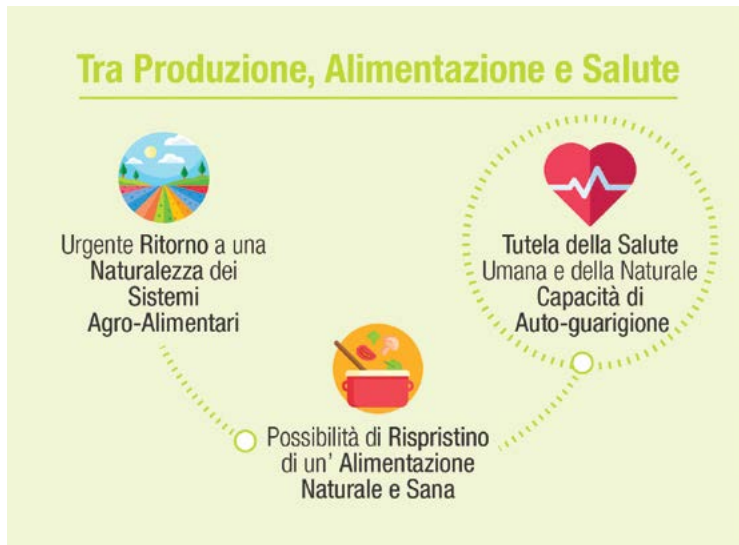 Tra Produzione, Alimentazione e Salute
Urgente Ritorno a una
Naturalezza dei
Sistemi
Agro-Alimentari
Possibilità di Rispristino
di un' Alimentazione
Naturale e Sana
Tutela della Salute
Umana e della Naturale
Capacità di
Auto-guarigione